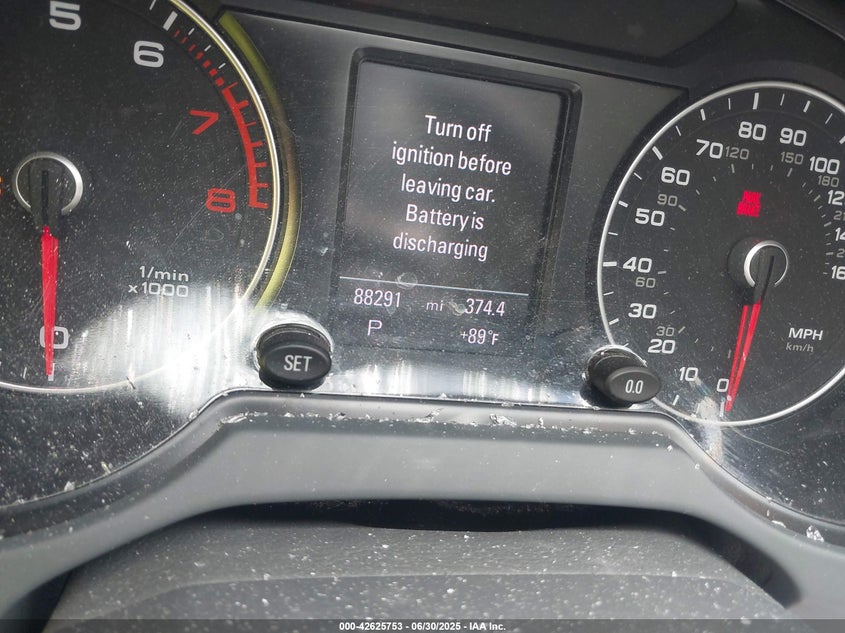 5
6
7
8
1/min
x1000
0
Turn off
ignition before
leaving car.
Battery is
discharging
88291 mi 374.4
P +89°F
SET
0.0
0
10
20
30
40
50
60
70
80
90
100
30
60
90
120
150
180
MPH
km/h
000-42625753 / 06/30/2025 - IAA Inc.